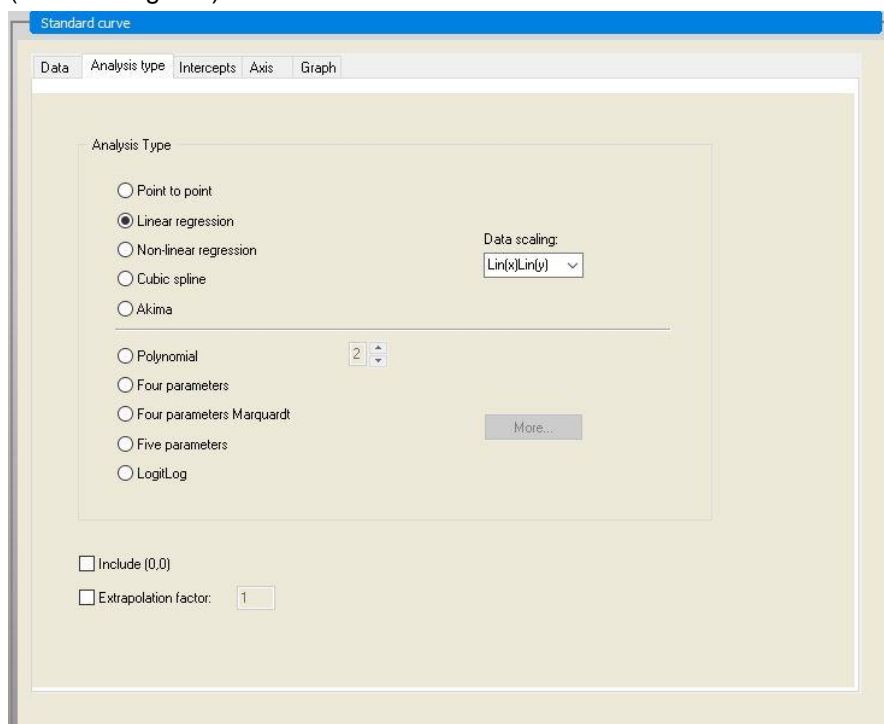 Standard curve
Data Analysis type Intercepts Axis Graph
Analysis Type
Point to point
Linear regression
Non-linear regression
Cubic spline
Akima
Data scaling:
Lin(x)Lin(y)
Polynomial 2
Four parameters
Four parameters Marquardt
Five parameters
LogitLog
More...
Include (0,0)
Extrapolation factor: 1